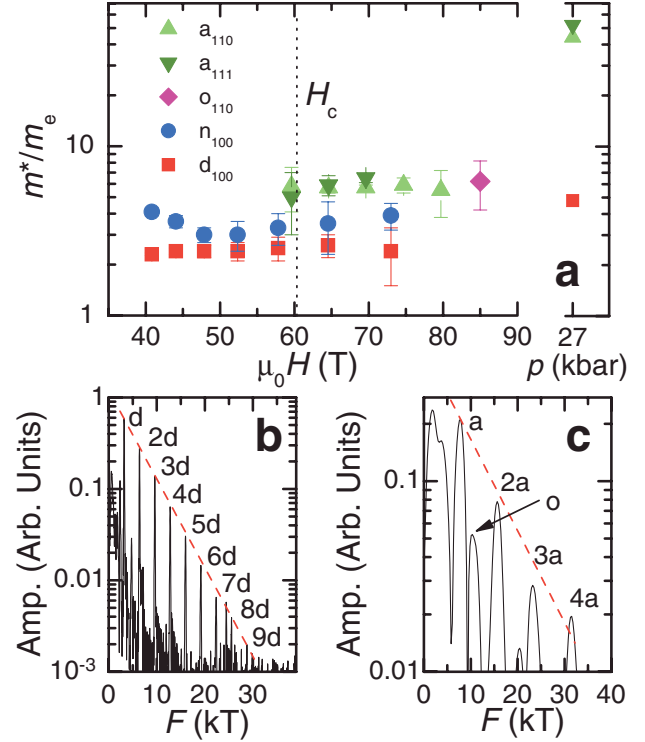 a₁₁₀
a₁₁₁
o₁₁₀
n₁₀₀
d₁₀₀
H_c
m*/mₑ
10
1
a
40 50 60 70 80 90 27
μ₀H (T) p (kbar)
b
Amp. (Arb. Units)
1
0.1
0.01
10⁻³
d
2d
3d
4d
5d
6d
7d
8d
9d
0 10 20 30
F (kT)
c
Amp. (Arb. Units)
0.1
0.01
a
2a
o
3a
4a
0 10 20 30 40
F (kT)